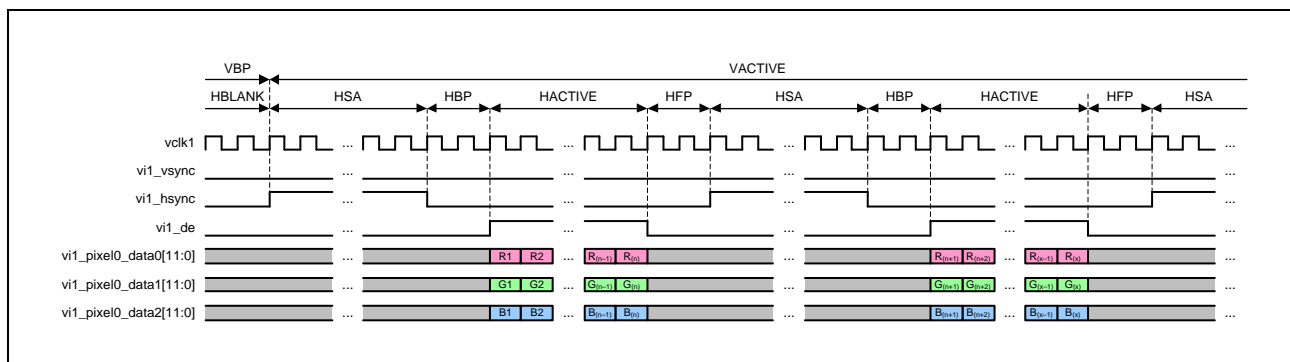 VBP VACTIVE
HBLANK HSA HBP HACTIVE HFP HSA HBP HACTIVE HFP HSA
vclk1 ... ... ... ... ...
vi1_vsync ... ... ... ... ...
vi1_hsync ... ... ... ... ...
vi1_de ... ... ... ... ...
vi1_pixel0_data0[11:0] ... R1 R2 ... R(n–1) R(n) ... R(n+1) R(n+2) ... R(x–1) R(x) ...
vi1_pixel0_data1[11:0] ... G1 G2 ... G(n–1) G(n) ... G(n+1) G(n+2) ... G(x–1) G(x) ...
vi1_pixel0_data2[11:0] ... B1 B2 ... B(n–1) B(n) ... B(n+1) B(n+2) ... B(x–1) B(x) ...